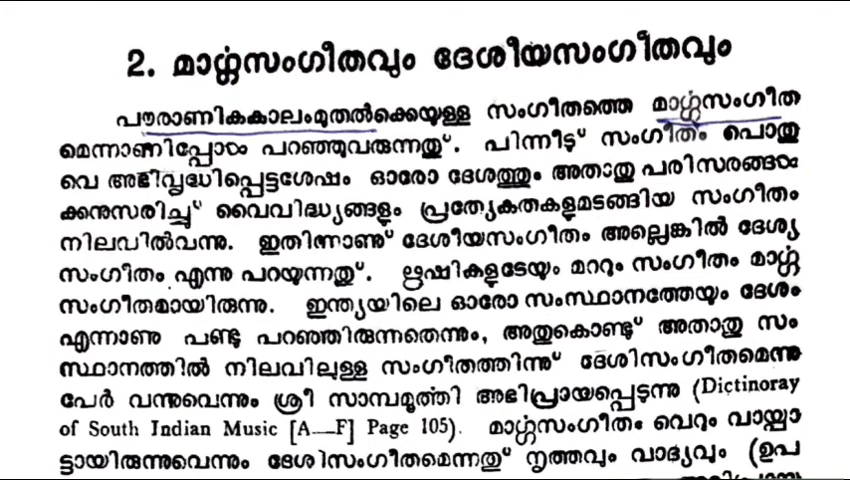 2. മാർഗ്ഗസംഗീതവും ദേശീയസംഗീതവും
പൗരാണികകാലംമുതൽക്കെയുള്ള സംഗീതത്തെ മാർഗ്ഗസംഗീത
മെന്നാണിപ്പോഠം പറഞ്ഞുവരുന്നതു്. പിന്നീടു് സംഗീതം പൊതു
വെ അഭിവൃദ്ധിപ്പെട്ടശേഷം ഓരോ ദേശത്തും അതാതു പരിസരങ്ങഠം
ക്കനുസരിച്ചു് വൈവിദ്ധ്യങ്ങളും പ്രത്യേകതകളുമടങ്ങിയ സംഗീതം
നിലവിൽവന്നു. ഇതിന്നാണു് ദേശീയസംഗീതം അല്ലെങ്കിൽ ദേശ്യ
സംഗീതം എന്നു പറയുന്നതു്. ഋഷികളുടേയും മററും സംഗീതം മാർഗ്ഗ
സംഗീതമായിരുന്നു. ഇന്ത്യയിലെ ഓരോ സംസ്ഥാനത്തേയും ദേശം
എന്നാണു പണ്ടു പറഞ്ഞിരുന്നതെന്നും, അതുകൊണ്ടു് അതാതു സം
സ്ഥാനത്തിൽ നിലവിലുള്ള സംഗീതത്തിന്നു് ദേശിസംഗീതമെന്നു
പേർ വന്നുവെന്നും ശ്രീ സാമ്പമൂർത്തി അഭിപ്രായപ്പെടുന്നു (Dictinoray
of South Indian Music [A—F] Page 105). മാർഗ്ഗസംഗീതം വെറും വായ്പാ
ട്ടായിരുന്നുവെന്നും ദേശിസംഗീതമെന്നതു് നൃത്തവും വാദ്യവും (ഉപ